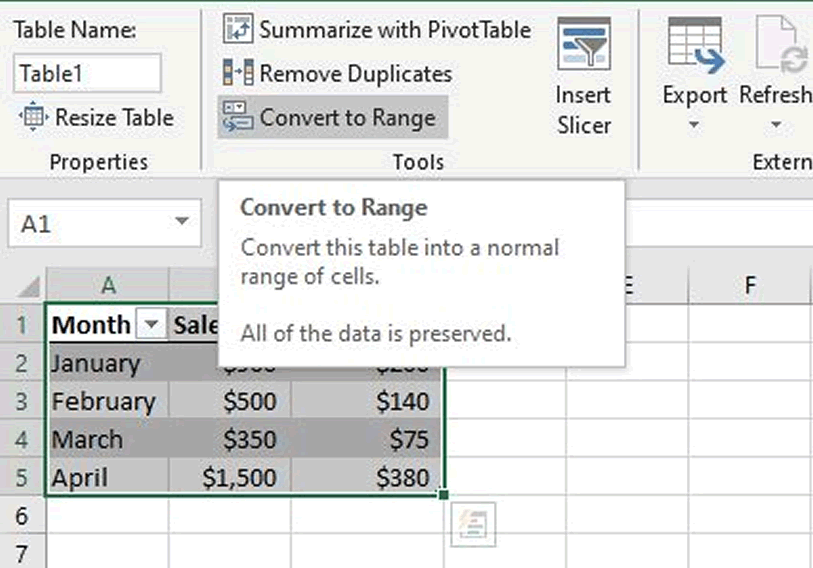 Table Name:
Table1
Resize Table
Properties
Summarize with PivotTable
Remove Duplicates
Convert to Range
Tools
Insert
Slicer
Export
Refresh
Extern
A1
Convert to Range
Convert this table into a normal
range of cells.
All of the data is preserved.
A E F
1 Month Sale
2 January
3 February $500 $140
4 March $350 $75
5 April $1,500 $380
6
7